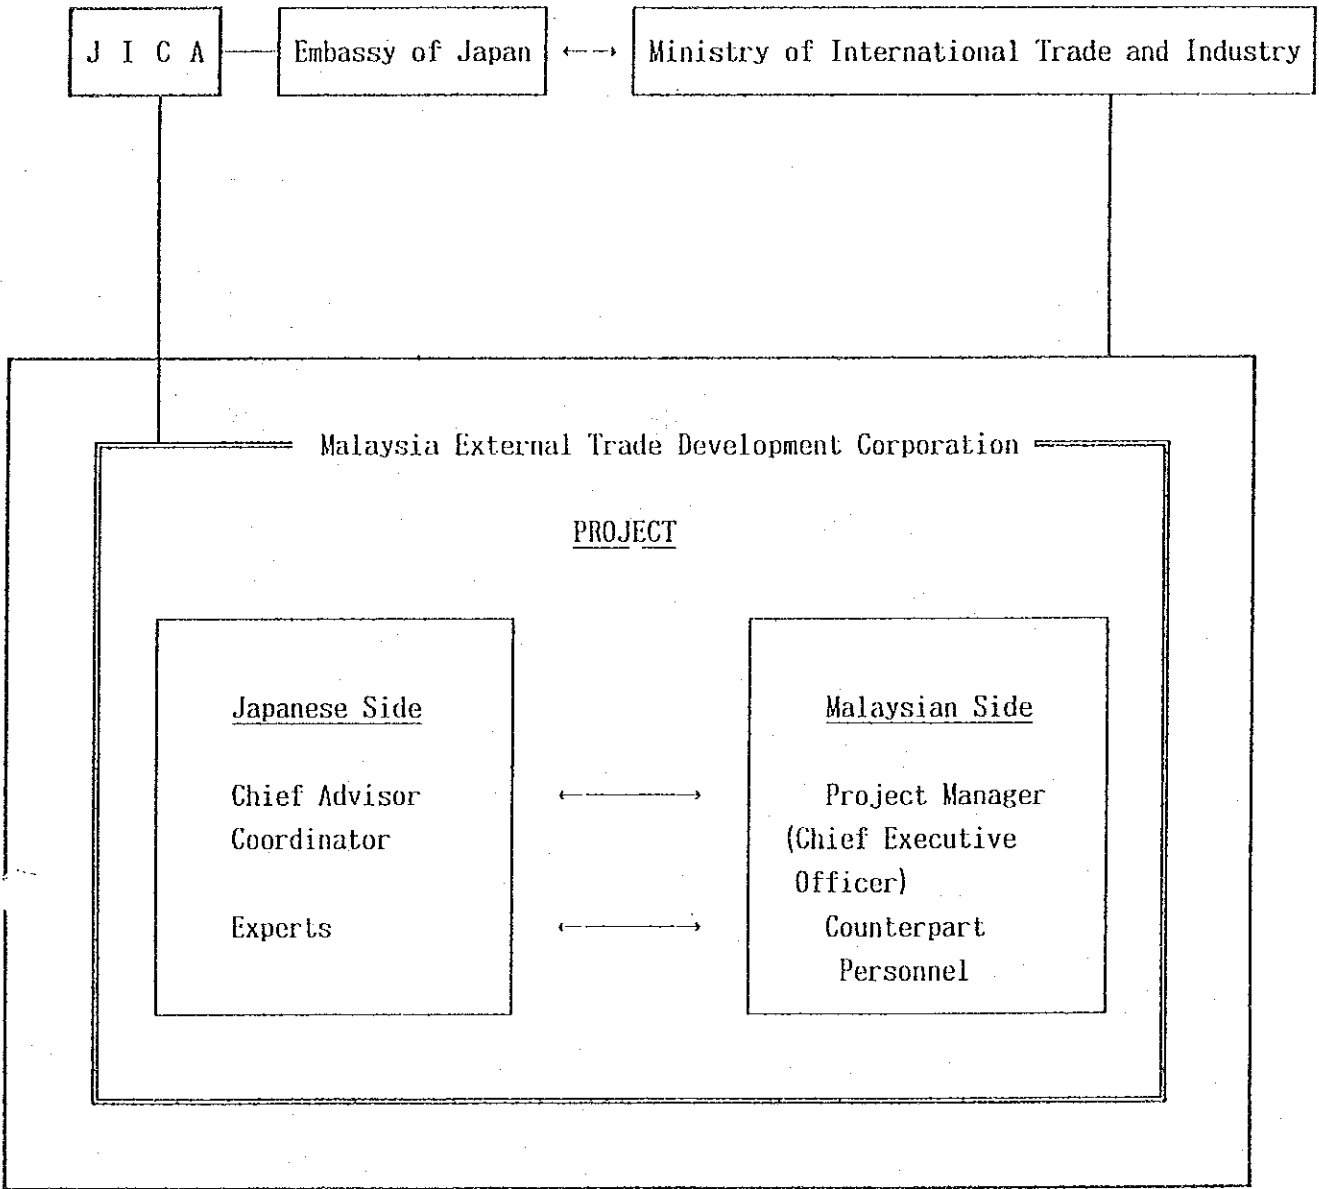 J I C A
Embassy of Japan
Ministry of International Trade and Industry
Malaysia External Trade Development Corporation
PROJECT
Japanese Side
Chief Advisor
Coordinator
Experts
Malaysian Side
Project Manager
(Chief Executive
Officer)
Counterpart
Personnel